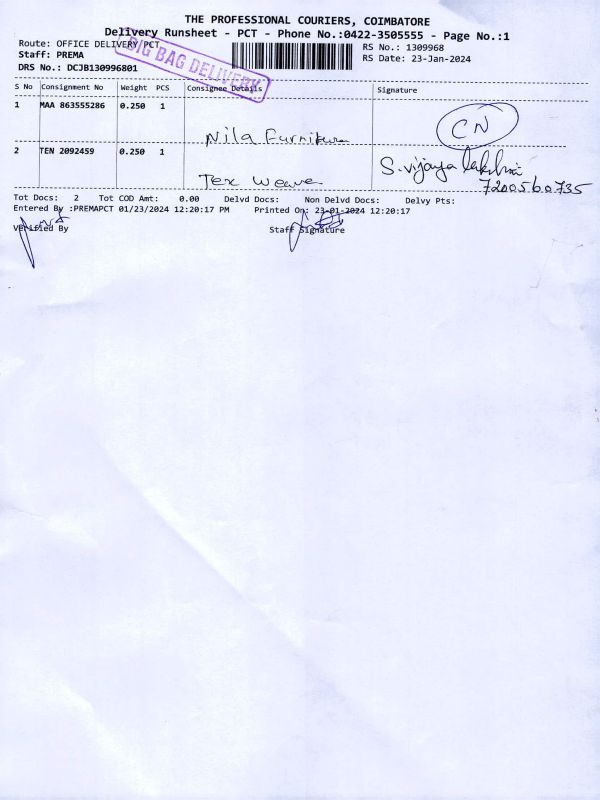 THE PROFESSIONAL COURIERS, COIMBATORE
Delivery Runsheet - PCT - Phone No.:0422-3505555 - Page No.:1
Route: OFFICE DELIVERY PCT
RS No.: 1309968
Staff: PREMA
RS Date: 23-Jan-2024
DRS No.: DCJB130996801
BIG BAG DELIVERY
S No Consignment No Weight PCS Consignee Details Signature
1 MAA 863555286 0.250 1
Nila Furniture CN
2 TEN 2092459 0.250 1
S.vijaya lakshmi
Tex Weave 7200560735
Tot Docs: 2 Tot COD Amt: 0.00 Delvd Docs: Non Delvd Docs: Delvy Pts:
Entered By :PREMAPCT 01/23/2024 12:20:17 PM Printed On: 23-01-2024 12:20:17
Verified By Staff Signature